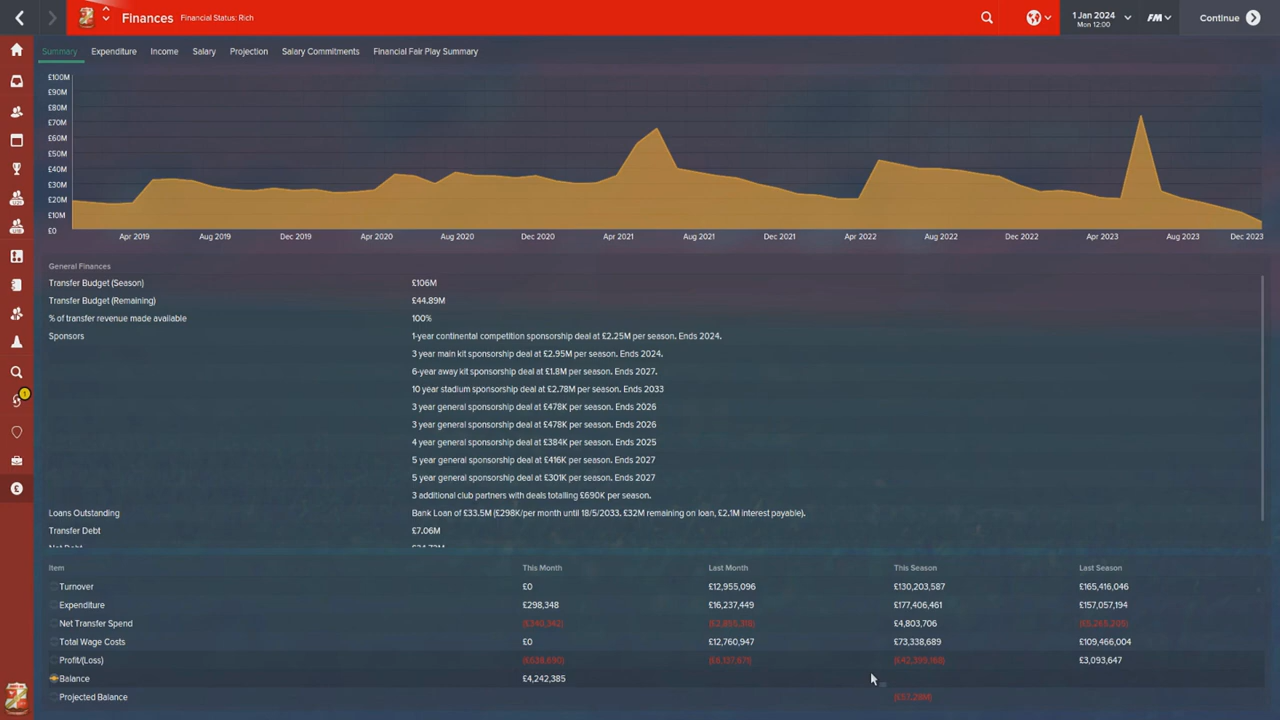 Finances Financial Status: Rich
1 Jan 2024
Mon 12:00
FM
Continue
Summary Expenditure Income Salary Projection Salary Commitments Financial Fair Play Summary
£100M
£90M
£80M
£70M
£60M
£50M
£40M
£30M
£20M
£10M
£0
Apr 2019 Aug 2019 Dec 2019 Apr 2020 Aug 2020 Dec 2020 Apr 2021 Aug 2021 Dec 2021 Apr 2022 Aug 2022 Dec 2022 Apr 2023 Aug 2023 Dec 2023
General Finances
Transfer Budget (Season) £106M
Transfer Budget (Remaining) £44.89M
% of transfer revenue made available 100%
Sponsors 1-year continental competition sponsorship deal at £2.25M per season. Ends 2024.
3 year main kit sponsorship deal at £2.95M per season. Ends 2024.
6-year away kit sponsorship deal at £1.8M per season. Ends 2027.
10 year stadium sponsorship deal at £2.78M per season. Ends 2033
3 year general sponsorship deal at £478K per season. Ends 2026
3 year general sponsorship deal at £478K per season. Ends 2026
4 year general sponsorship deal at £384K per season. Ends 2025
5 year general sponsorship deal at £416K per season. Ends 2027
5 year general sponsorship deal at £301K per season. Ends 2027
3 additional club partners with deals totalling £690K per season.
Loans Outstanding Bank Loan of £33.5M (£298K/per month until 18/5/2033. £32M remaining on loan, £2.1M interest payable).
Transfer Debt £7.06M
Item This Month Last Month This Season Last Season
Turnover £0 £12,955,096 £130,203,587 £165,416,046
Expenditure £298,348 £16,237,449 £177,406,461 £157,057,194
Net Transfer Spend £4,803,706
Total Wage Costs £0 £12,760,947 £73,338,689 £109,466,004
Profit/(Loss) £3,093,647
Balance £4,242,385
Projected Balance